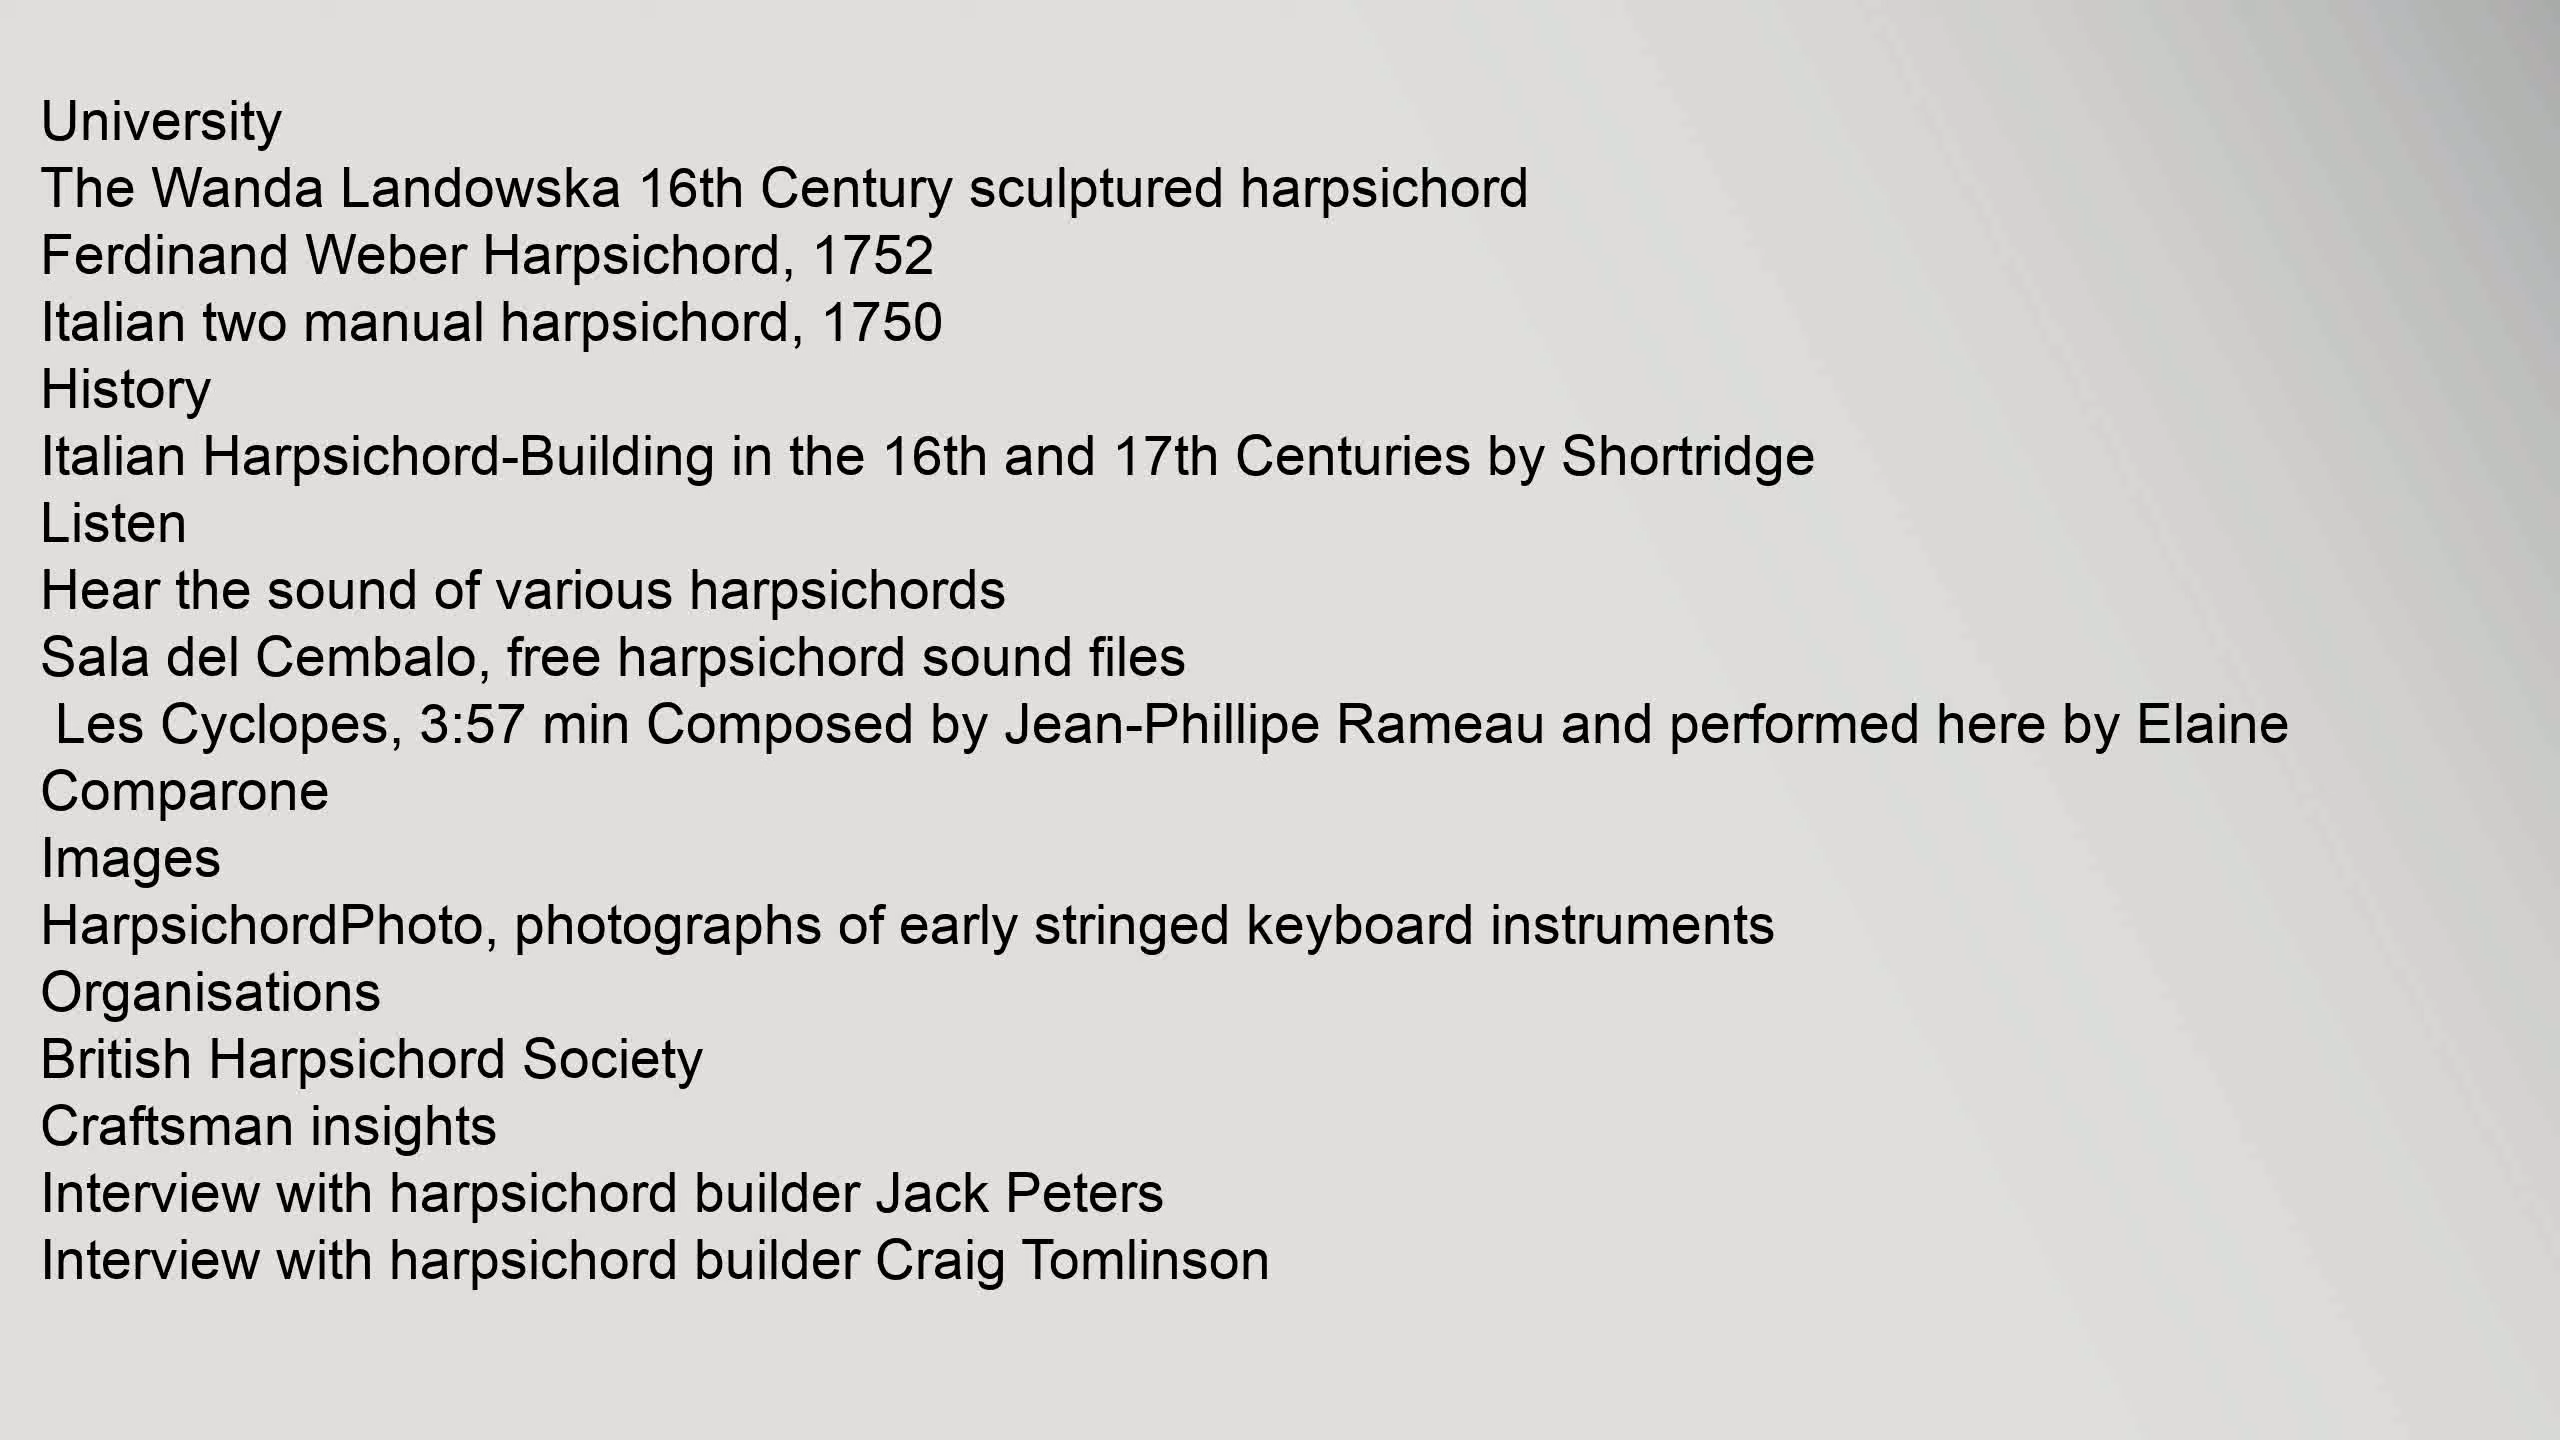 University
The Wanda Landowska 16th Century sculptured harpsichord
Ferdinand Weber Harpsichord, 1752
Italian two manual harpsichord, 1750
History
Italian Harpsichord-Building in the 16th and 17th Centuries by Shortridge
Listen
Hear the sound of various harpsichords
Sala del Cembalo, free harpsichord sound files
Les Cyclopes, 3:57 min Composed by Jean-Phillipe Rameau and performed here by Elaine
Comparone
Images
HarpsichordPhoto, photographs of early stringed keyboard instruments
Organisations
British Harpsichord Society
Craftsman insights
Interview with harpsichord builder Jack Peters
Interview with harpsichord builder Craig Tomlinson